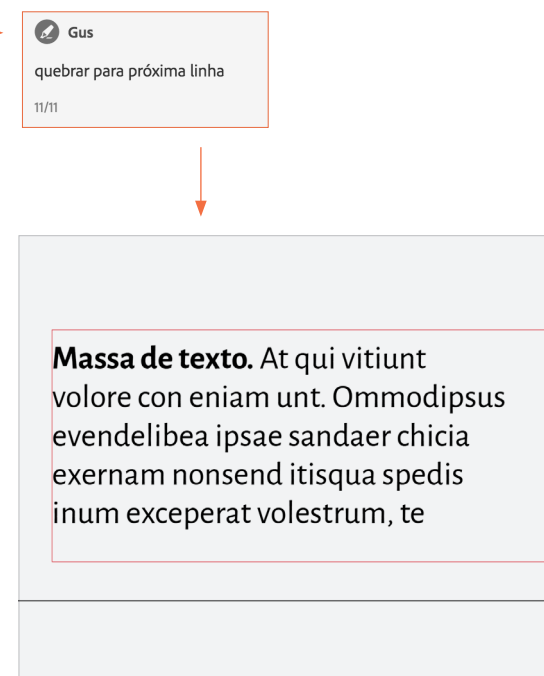 Gus
quebrar para próxima linha
11/11
Massa de texto. At qui vitiunt
volore con eniam unt. Ommodipsus
evendelibea ipsae sandaer chicia
exernam nonsend itisqua spedis
inum exceperat volestrum, te